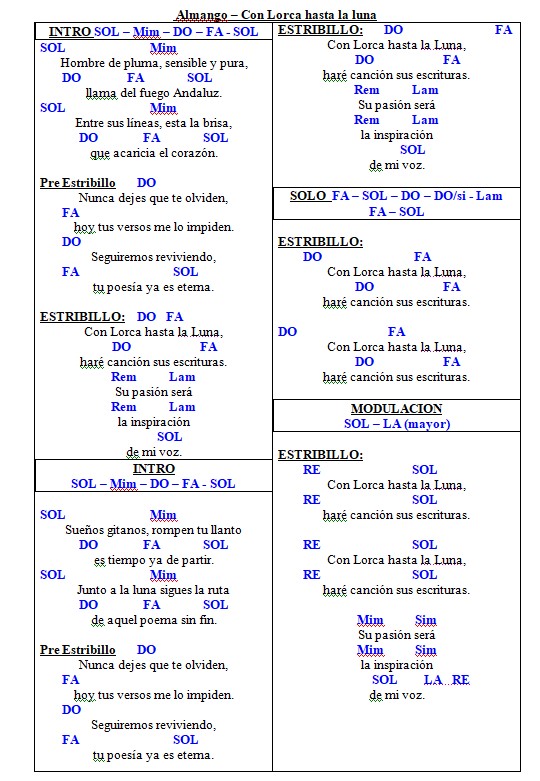 Almango – Con Lorca hasta la luna
INTRO SOL – Mim – DO – FA - SOL
SOL Mim
Hombre de pluma, sensible y pura,
DO FA SOL
llama del fuego Andaluz.
SOL Mim
Entre sus líneas, esta la brisa,
DO FA SOL
que acaricia el corazón.
Pre Estribillo DO
Nunca dejes que te olviden,
FA
hoy tus versos me lo impiden.
DO
Seguiremos reviviendo,
FA SOL
tu poesía ya es eterna.
ESTRIBILLO: DO FA
Con Lorca hasta la Luna,
DO FA
haré canción sus escrituras.
Rem Lam
Su pasión será
Rem Lam
la inspiración
SOL
de mi voz.
INTRO
SOL – Mim – DO – FA - SOL
SOL Mim
Sueños gitanos, rompen tu llanto
DO FA SOL
es tiempo ya de partir.
SOL Mim
Junto a la luna sigues la ruta
DO FA SOL
de aquel poema sin fin.
Pre Estribillo DO
Nunca dejes que te olviden,
FA
hoy tus versos me lo impiden.
DO
Seguiremos reviviendo,
FA SOL
tu poesía ya es eterna.
ESTRIBILLO: DO FA
Con Lorca hasta la Luna,
DO FA
haré canción sus escrituras.
Rem Lam
Su pasión será
Rem Lam
la inspiración
SOL
de mi voz.
SOLO FA – SOL – DO – DO/si - Lam
FA – SOL
ESTRIBILLO:
DO FA
Con Lorca hasta la Luna,
DO FA
haré canción sus escrituras.
DO FA
Con Lorca hasta la Luna,
DO FA
haré canción sus escrituras.
MODULACION
SOL – LA (mayor)
ESTRIBILLO:
RE SOL
Con Lorca hasta la Luna,
RE SOL
haré canción sus escrituras.
RE SOL
Con Lorca hasta la Luna,
RE SOL
haré canción sus escrituras.
Mim Sim
Su pasión será
Mim Sim
la inspiración
SOL LA RE
de mi voz.